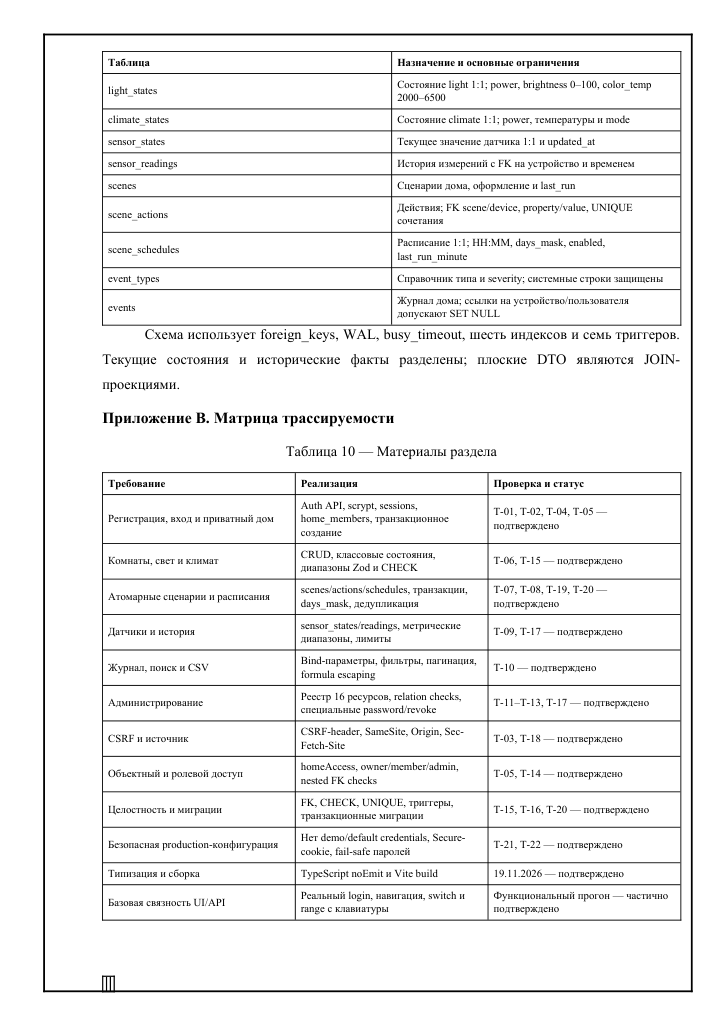 Таблица Назначение и основные ограничения
light_states Состояние light 1:1; power, brightness 0–100, color_temp
2000–6500
climate_states Состояние climate 1:1; power, температуры и mode
sensor_states Текущее значение датчика 1:1 и updated_at
sensor_readings История измерений с FK на устройство и временем
scenes Сценарии дома, оформление и last_run
scene_actions Действия; FK scene/device, property/value, UNIQUE
сочетания
scene_schedules Расписание 1:1; HH:MM, days_mask, enabled,
last_run_minute
event_types Справочник типа и severity; системные строки защищены
events Журнал дома; ссылки на устройство/пользователя
допускают SET NULL
Схема использует foreign_keys, WAL, busy_timeout, шесть индексов и семь триггеров.
Текущие состояния и исторические факты разделены; плоские DTO являются JOIN-
проекциями.
Приложение В. Матрица трассируемости
Таблица 10 — Материалы раздела
Требование Реализация Проверка и статус
Регистрация, вход и приватный дом Auth API, scrypt, sessions,
home_members, транзакционное
создание T-01, T-02, T-04, T-05 —
подтверждено
Комнаты, свет и климат CRUD, классовые состояния,
диапазоны Zod и CHECK T-06, T-15 — подтверждено
Атомарные сценарии и расписания scenes/actions/schedules, транзакции,
days_mask, дедупликация T-07, T-08, T-19, T-20 —
подтверждено
Датчики и история sensor_states/readings, метрические
диапазоны, лимиты T-09, T-17 — подтверждено
Журнал, поиск и CSV Bind-параметры, фильтры, пагинация,
formula escaping T-10 — подтверждено
Администрирование Реестр 16 ресурсов, relation checks,
специальные password/revoke T-11–T-13, T-17 — подтверждено
CSRF и источник CSRF-header, SameSite, Origin, Sec-
Fetch-Site T-03, T-18 — подтверждено
Объектный и ролевой доступ homeAccess, owner/member/admin,
nested FK checks T-05, T-14 — подтверждено
Целостность и миграции FK, CHECK, UNIQUE, триггеры,
транзакционные миграции T-15, T-16, T-20 — подтверждено
Безопасная production-конфигурация Нет demo/default credentials, Secure-
cookie, fail-safe паролей T-21, T-22 — подтверждено
Типизация и сборка TypeScript noEmit и Vite build 19.11.2026 — подтверждено
Базовая связность UI/API Реальный login, навигация, switch и
range с клавиатуры Функциональный прогон — частично
подтверждено